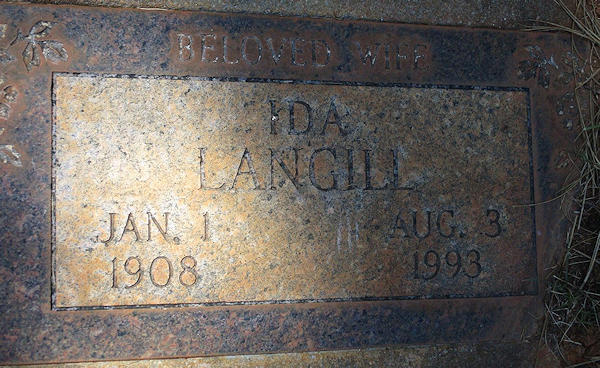 BELOVED WIFE
IDA
LANGILL
JAN. 1 AUG. 3
1908 1993